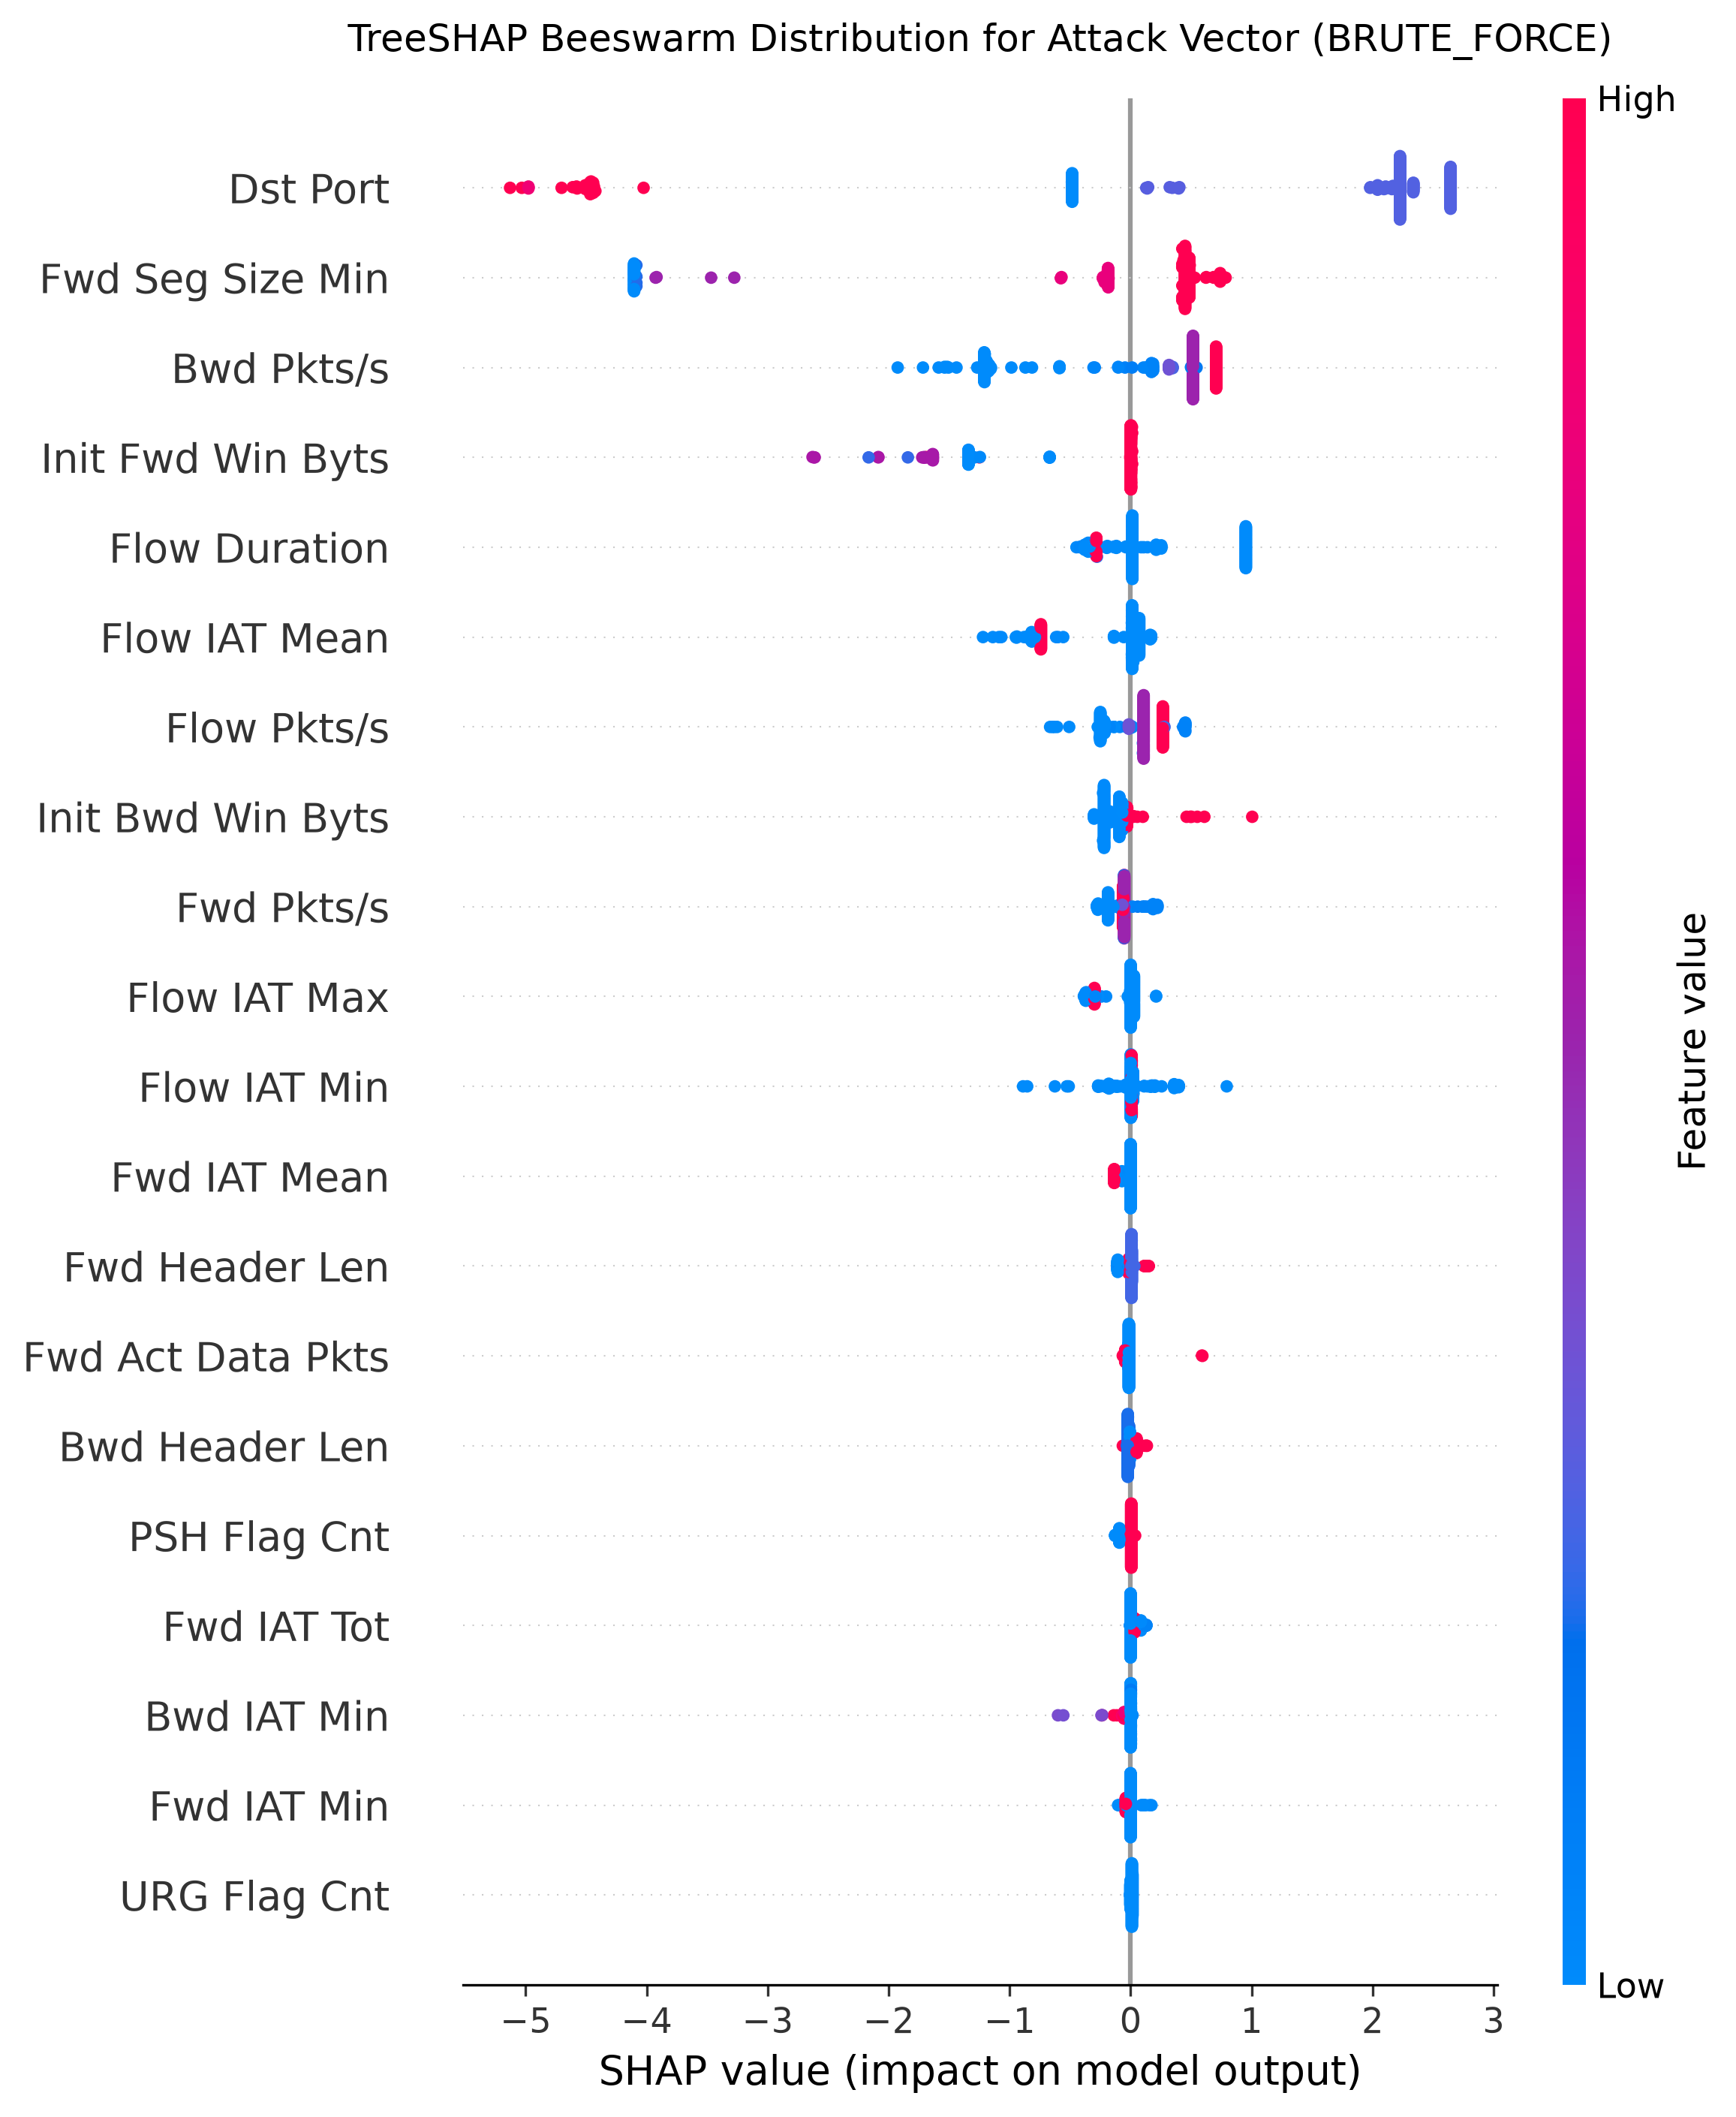 TreeSHAP Beeswarm Distribution for Attack Vector (BRUTE_FORCE)
High
Dst Port
Fwd Seg Size Min
Bwd Pkts/s
Init Fwd Win Byts
Flow Duration
Flow IAT Mean
Flow Pkts/s
Init Bwd Win Byts
Fwd Pkts/s
Flow IAT Max
Flow IAT Min
Fwd IAT Mean
Fwd Header Len
Fwd Act Data Pkts
Bwd Header Len
PSH Flag Cnt
Fwd IAT Tot
Bwd IAT Min
Fwd IAT Min
URG Flag Cnt
Feature value
Low
−5 −4 −3 −2 −1 0 1 2 3
SHAP value (impact on model output)